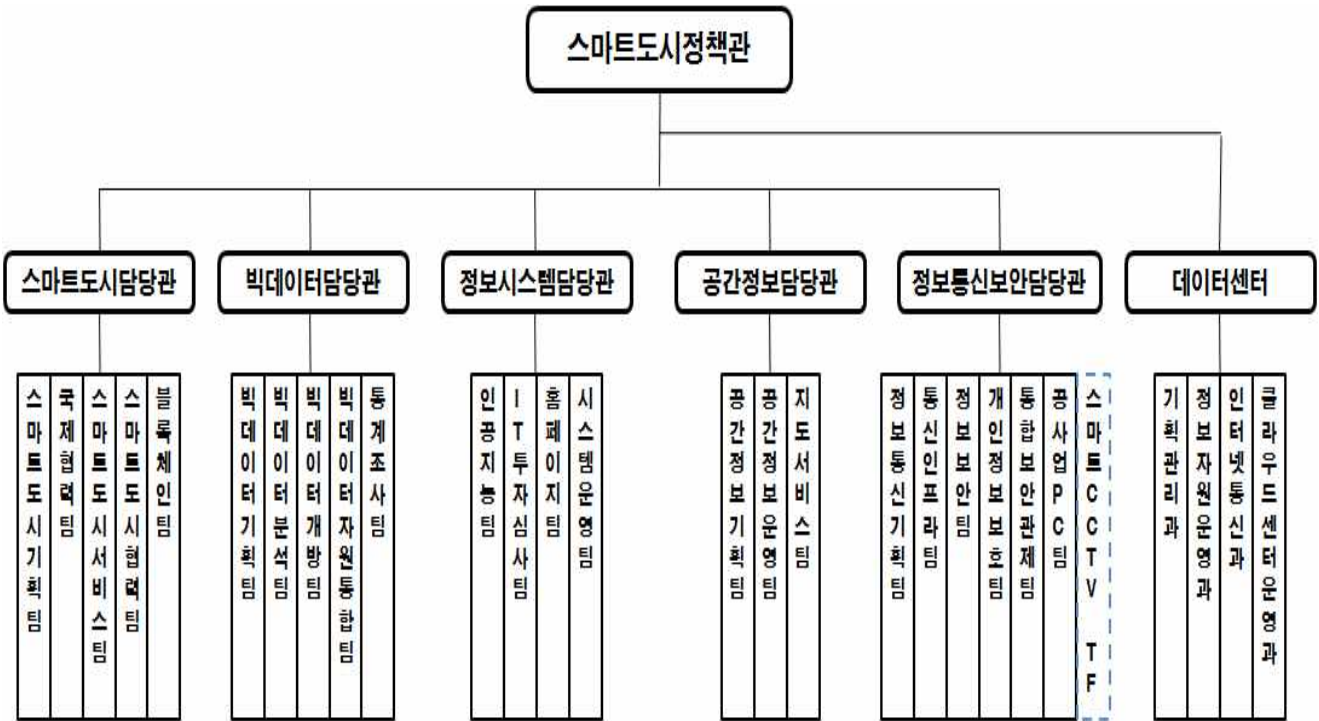 스마트도시정책관
스마트도시담당관
빅데이터담당관
정보시스템담당관
공간정보담당관
정보통신보안담당관
데이터센터
스마트도시기획팀
국제협력팀
스마트도시서비스팀
스마트도시협력팀
블록체인팀
빅데이터기획팀
빅데이터분석팀
빅데이터개방팀
빅데이터자원통합팀
통계조사팀
인공지능팀
IT투자심사팀
홈페이지팀
시스템운영팀
공간정보기획팀
공간정보운영팀
지도서비스팀
정보통신기획팀
통신인프라팀
정보보안팀
개인정보보호팀
통합보안관제팀
공사업PC팀
스마트CCTV TF
기획관리과
정보자원운영과
인터넷통신과
클라우드센터운영과